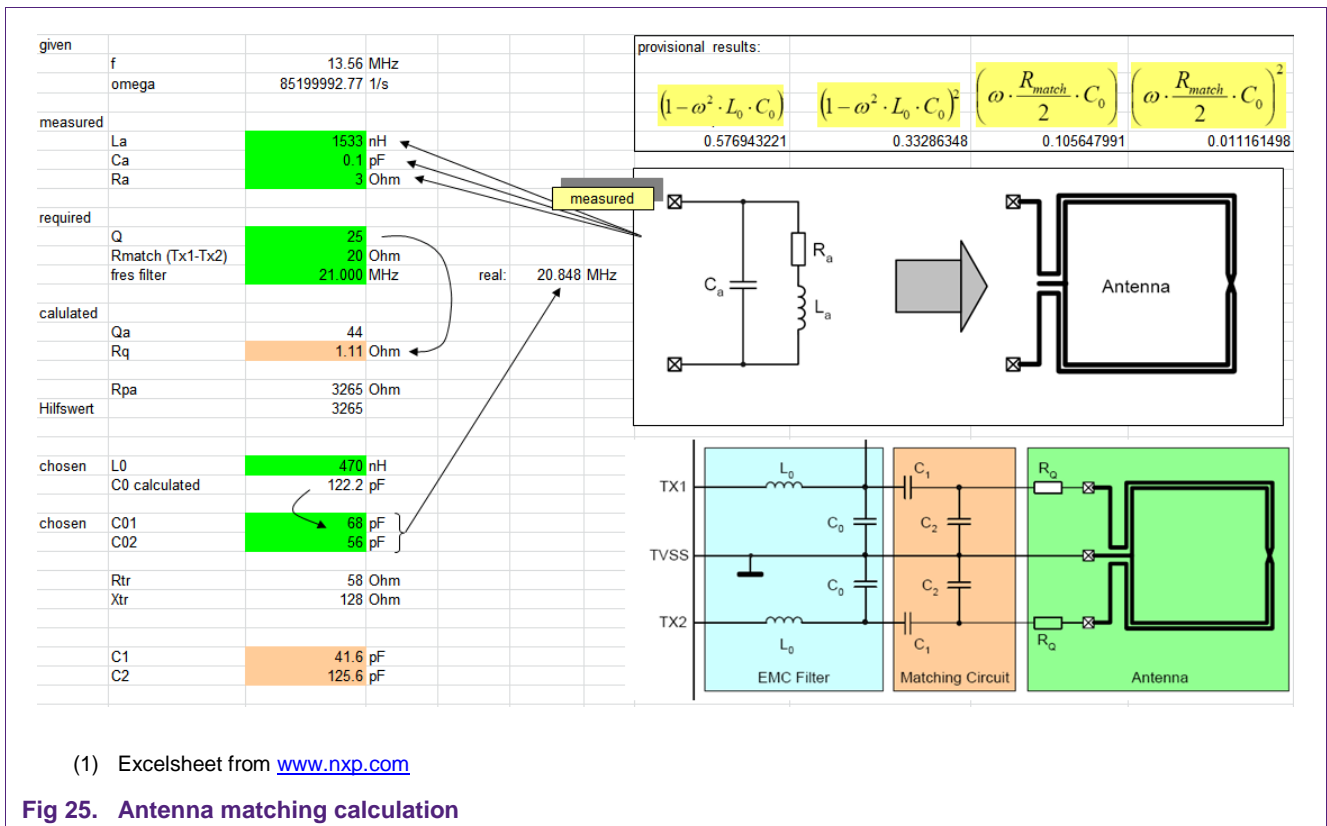 given
f 13.56 MHz
omega 85199992.77 1/s
measured
La 1533 nH
Ca 0.1 pF
Ra 3 Ohm
required
Q 25
Rmatch (Tx1-Tx2) 20 Ohm
fres filter 21.000 MHz real: 20.848 MHz
calulated
Qa 44
Rq 1.11 Ohm
Rpa 3265 Ohm
Hilfswert 3265
chosen L0 470 nH
C0 calculated 122.2 pF
chosen C01 68 pF
C02 56 pF
Rtr 58 Ohm
Xtr 128 Ohm
C1 41.6 pF
C2 125.6 pF
provisional results:
(1 − ω² · L₀ · C₀) (1 − ω² · L₀ · C₀)² (ω · R_match/2 · C₀) (ω · R_match/2 · C₀)²
0.576943221 0.33286348 0.105647991 0.011161498
measured
Ra
Ca
La
Antenna
L0 C1 RQ
TX1
C0 C2
TVSS
C0 C2
TX2
L0 C1 RQ
EMC Filter Matching Circuit Antenna
(1) Excelsheet from www.nxp.com
Fig 25. Antenna matching calculation